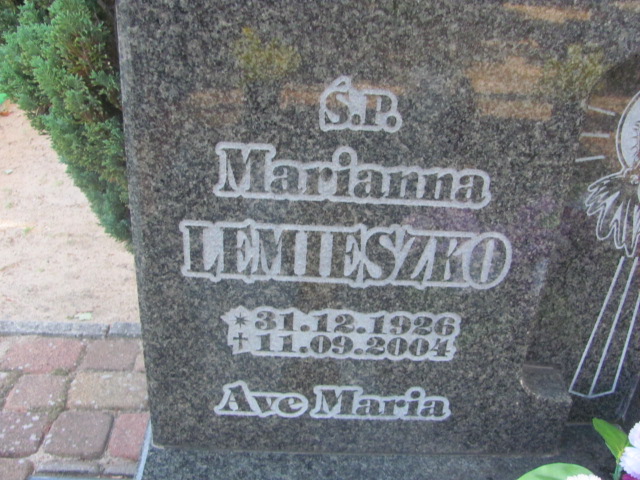 Ś.P.
Marianna
LEMIESZKO
* 31.12.1926
+ 11.09.2004
Ave Maria